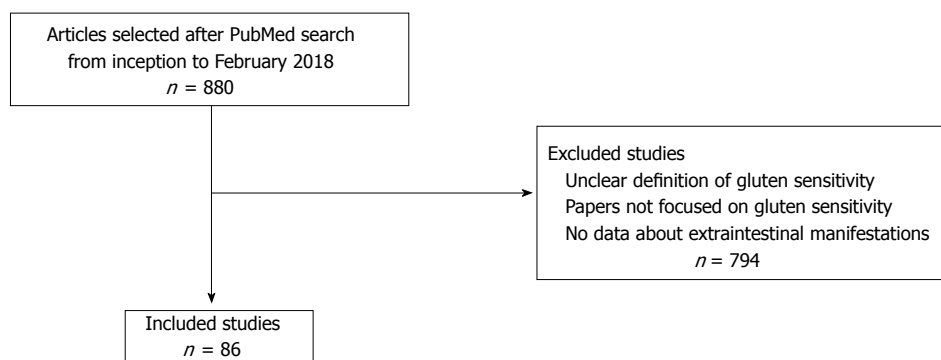 Articles selected after PubMed search
from inception to February 2018
n = 880
Excluded studies
Unclear definition of gluten sensitivity
Papers not focused on gluten sensitivity
No data about extraintestinal manifestations
n = 794
Included studies
n = 86